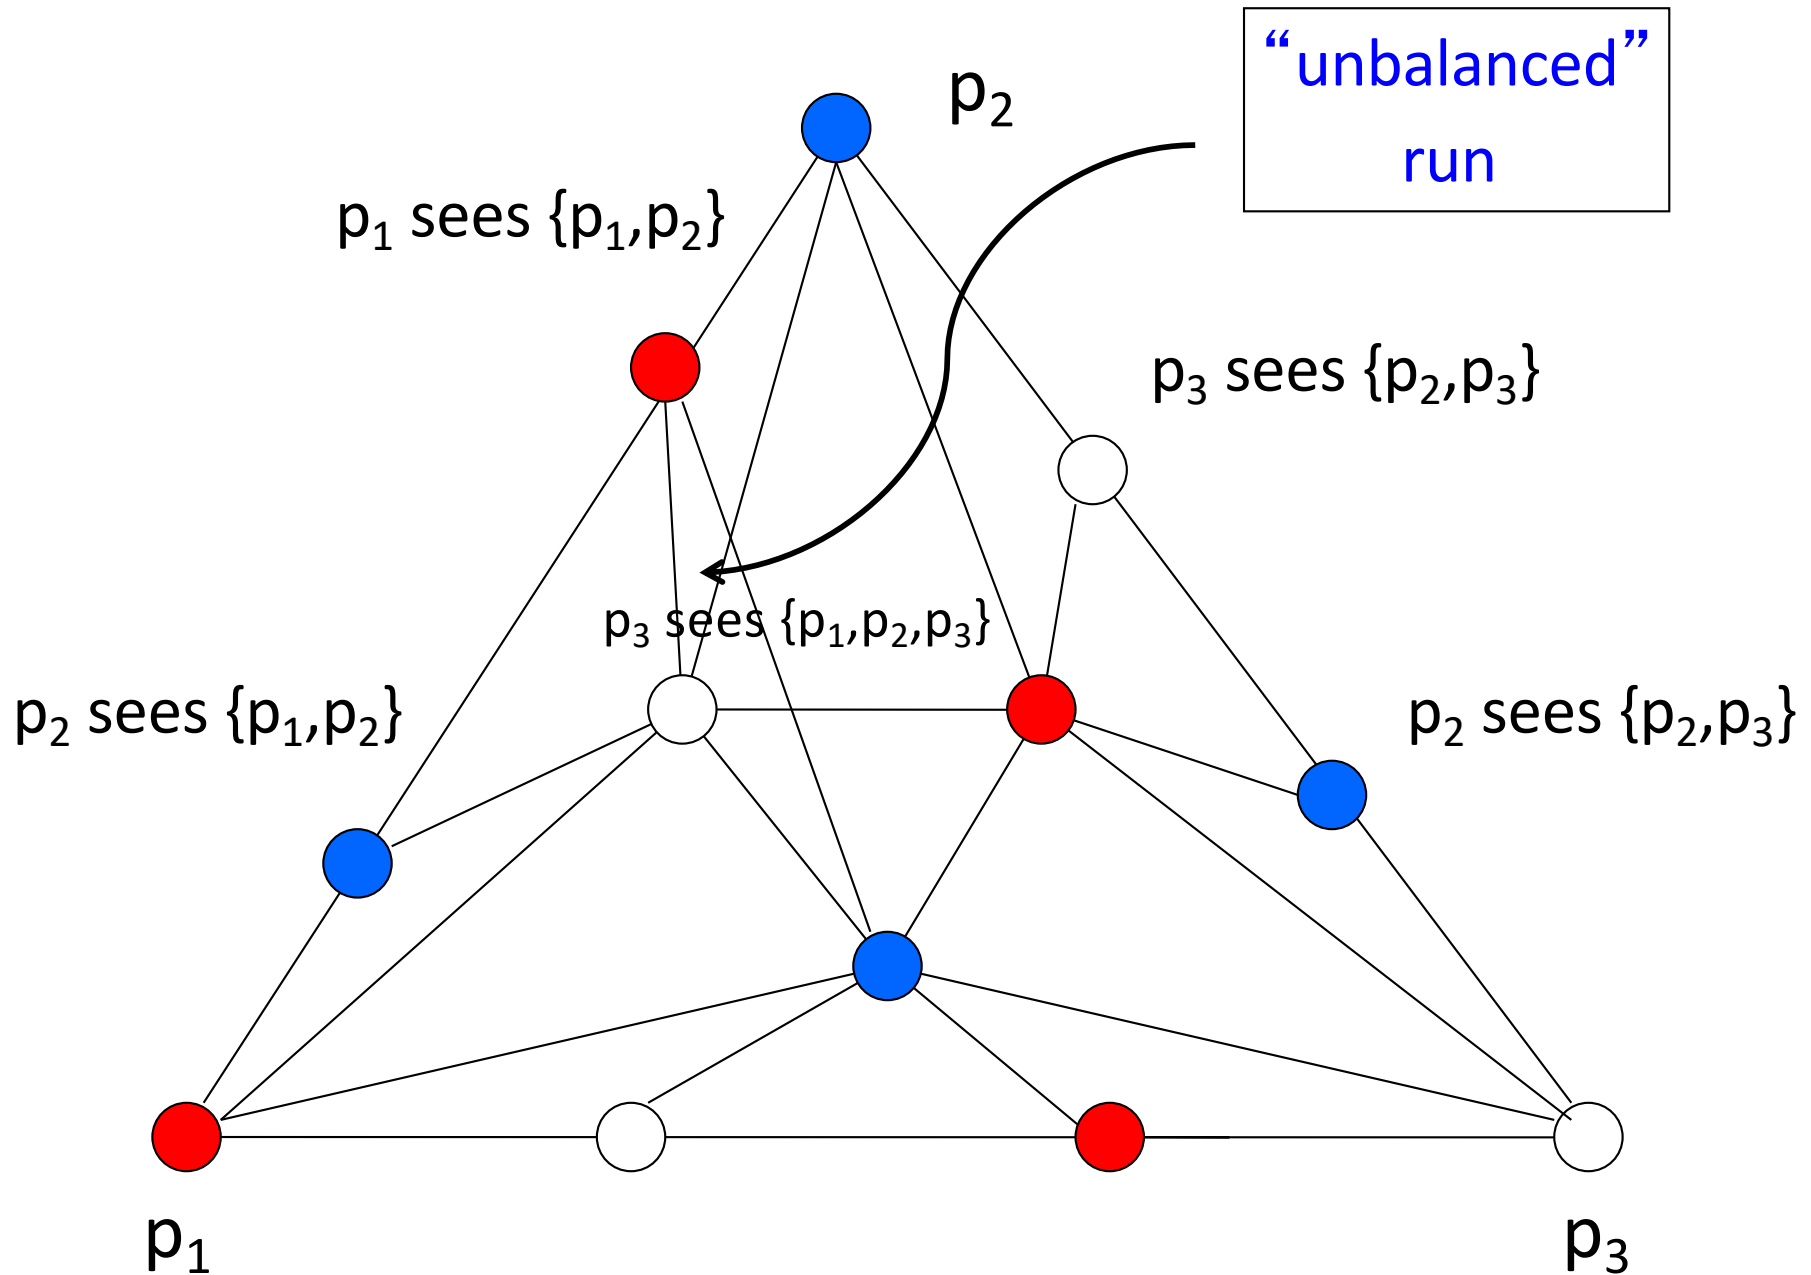 “unbalanced”
run
p₂
p₁ sees {p₁,p₂}
p₃ sees {p₂,p₃}
p₃ sees {p₁,p₂,p₃}
p₂ sees {p₁,p₂}
p₂ sees {p₂,p₃}
p₁
p₃